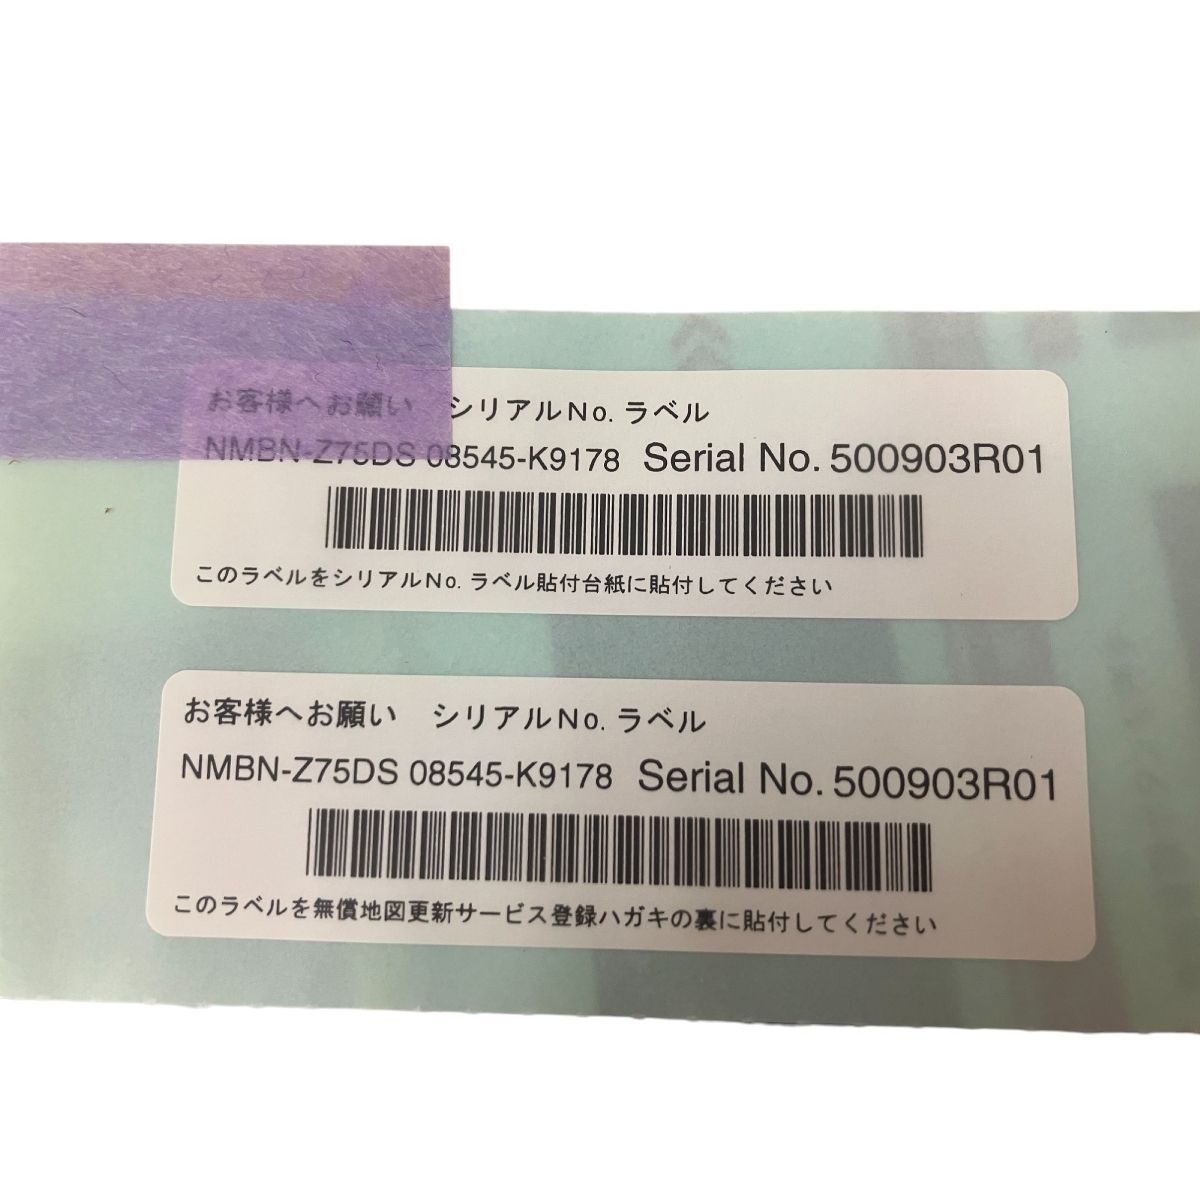 お客様へお願い　シリアルNo. ラベル
NMBN-Z75DS 08545-K9178 Serial No. 500903R01
このラベルをシリアルNo. ラベル貼付台紙に貼付してください
お客様へお願い　シリアルNo. ラベル
NMBN-Z75DS 08545-K9178 Serial No. 500903R01
このラベルを無償地図更新サービス登録ハガキの裏に貼付してください